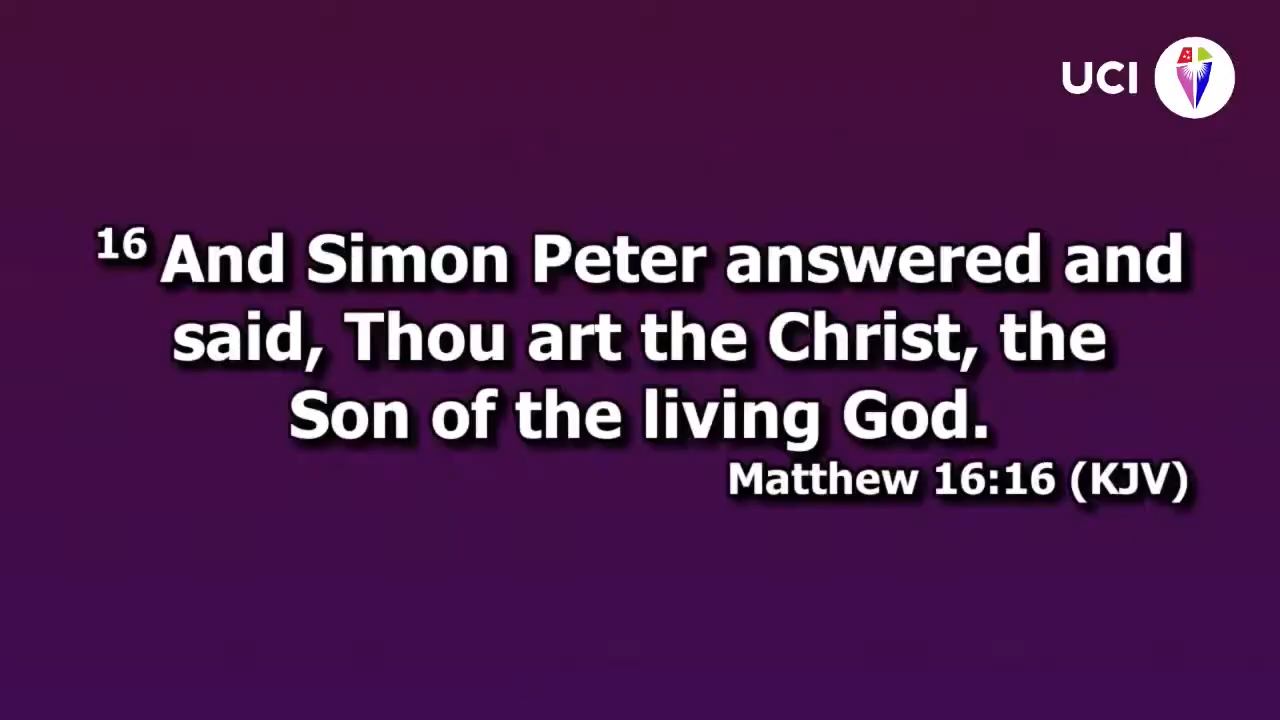 UCI
16 And Simon Peter answered and
said, Thou art the Christ, the
Son of the living God.
Matthew 16:16 (KJV)